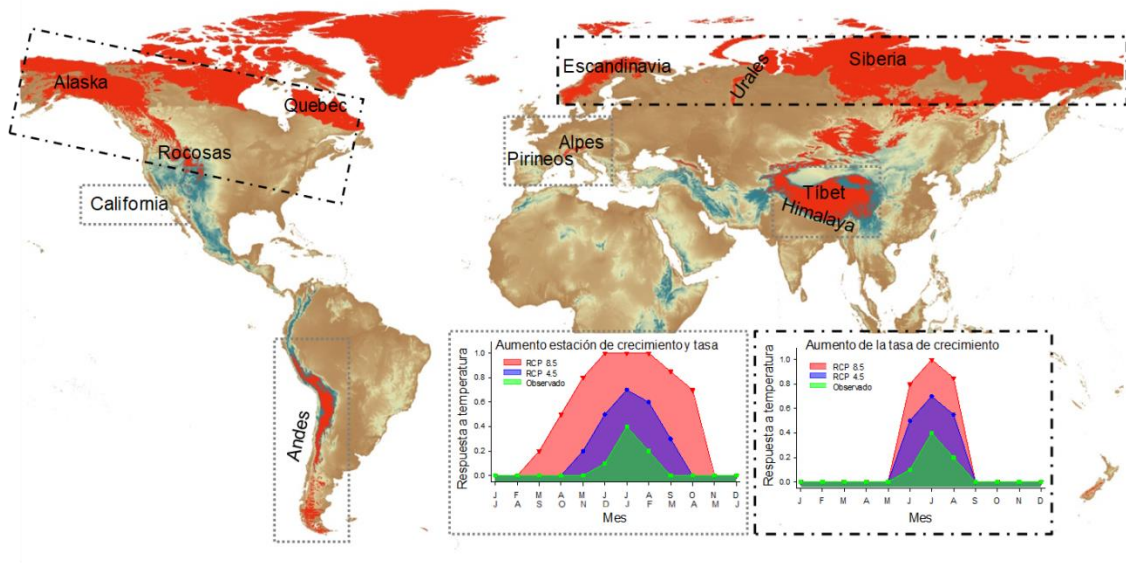 Alaska
Quebéc
Rocosas
California
Andes
Escandinavia
Urales
Siberia
Alpes
Pirineos
Tíbet
Himalaya
Aumento estación de crecimiento y tasa
RCP 8.5
RCP 4.5
Observado
Respuesta a temperatura
1.0
0.8
0.6
0.4
0.2
0.0
J F M A M J J A S O N D
J A S O N D J F M A M J
Mes
Aumento de la tasa de crecimiento
RCP 8.5
RCP 4.5
Observado
Respuesta a temperatura
1.0
0.8
0.6
0.4
0.2
0.0
J F M A M J J A S O N D
J A S O N D J F M A M J
Mes